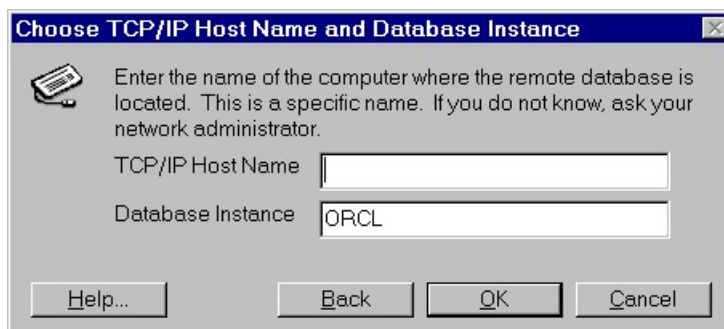 Choose TCP/IP Host Name and Database Instance
Enter the name of the computer where the remote database is
located. This is a specific name. If you do not know, ask your
network administrator.
TCP/IP Host Name
Database Instance ORCL
Help... Back OK Cancel